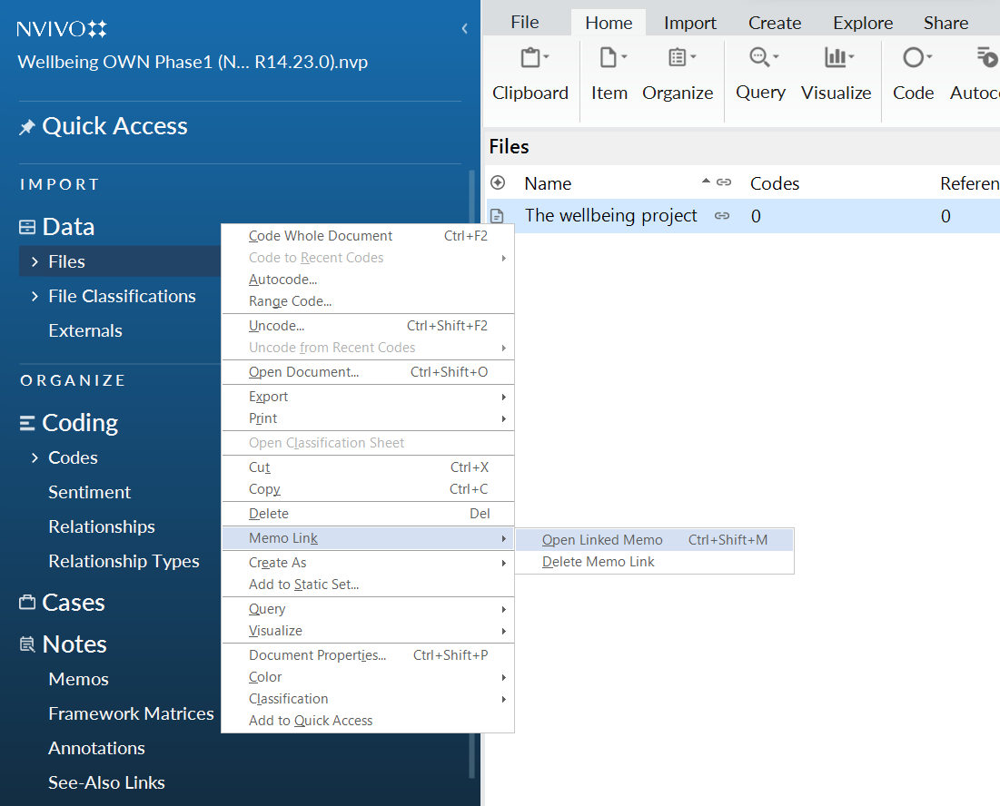 NVIVO
Wellbeing OWN Phase1 (N... R14.23.0).nvp
Quick Access
IMPORT
Data
Files
File Classifications
Externals
ORGANIZE
Coding
Codes
Sentiment
Relationships
Relationship Types
Cases
Notes
Memos
Framework Matrices
Annotations
See-Also Links
File Home Import Create Explore Share
Clipboard Item Organize Query Visualize Code Autoc
Files
Name Codes Referen
The wellbeing project 0 0
Code Whole Document Ctrl+F2
Code to Recent Codes
Autocode...
Range Code...
Uncode... Ctrl+Shift+F2
Uncode from Recent Codes
Open Document... Ctrl+Shift+O
Export
Print
Open Classification Sheet
Cut Ctrl+X
Copy Ctrl+C
Delete Del
Memo Link
Create As
Add to Static Set...
Query
Visualize
Document Properties... Ctrl+Shift+P
Color
Classification
Add to Quick Access
Open Linked Memo Ctrl+Shift+M
Delete Memo Link